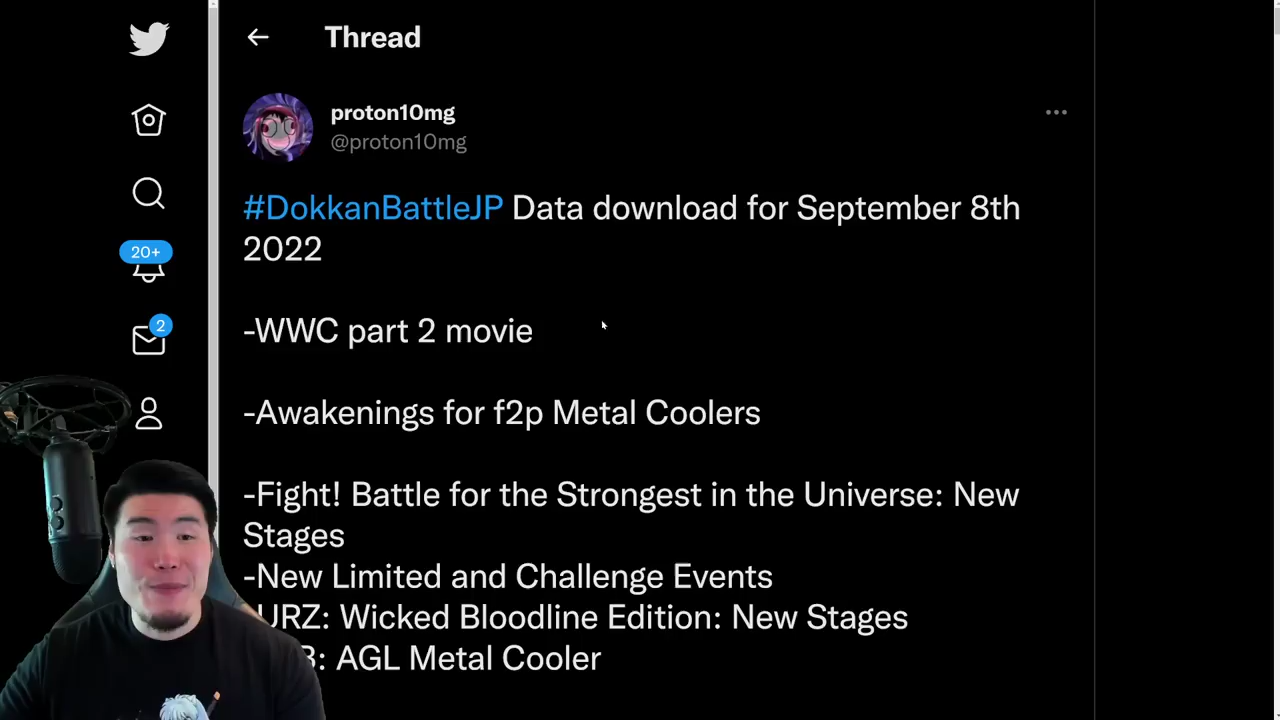 Thread
proton10mg
@proton10mg
#DokkanBattleJP Data download for September 8th
2022
20+
-WWC part 2 movie
2
-Awakenings for f2p Metal Coolers
-Fight! Battle for the Strongest in the Universe: New
Stages
-New Limited and Challenge Events
URZ: Wicked Bloodline Edition: New Stages
: AGL Metal Cooler